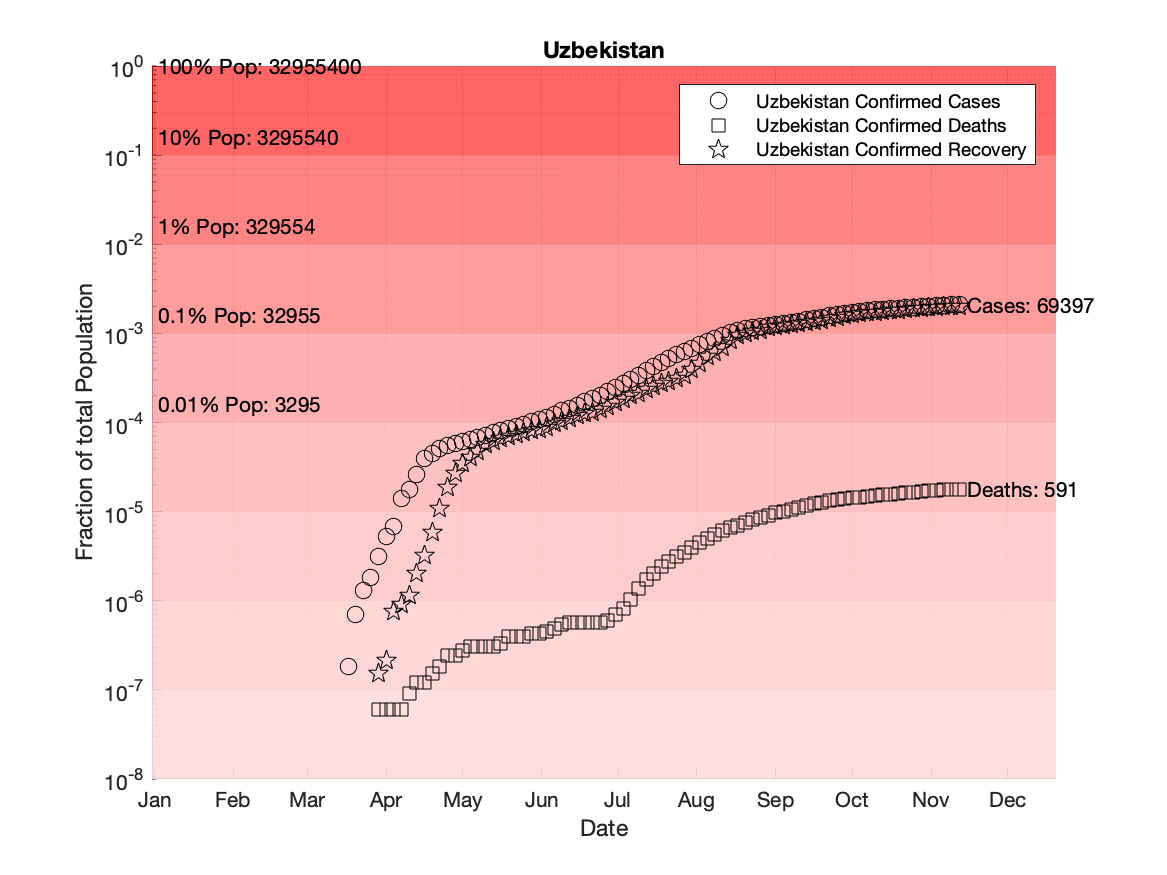 Uzbekistan
10^0
10^-1
10^-2
10^-3
10^-4
10^-5
10^-6
10^-7
10^-8
Fraction of total Population
100% Pop: 32955400
10% Pop: 3295540
1% Pop: 329554
0.1% Pop: 32955
0.01% Pop: 3295
Uzbekistan Confirmed Cases
Uzbekistan Confirmed Deaths
Uzbekistan Confirmed Recovery
Cases: 69397
Deaths: 591
Jan Feb Mar Apr May Jun Jul Aug Sep Oct Nov Dec
Date